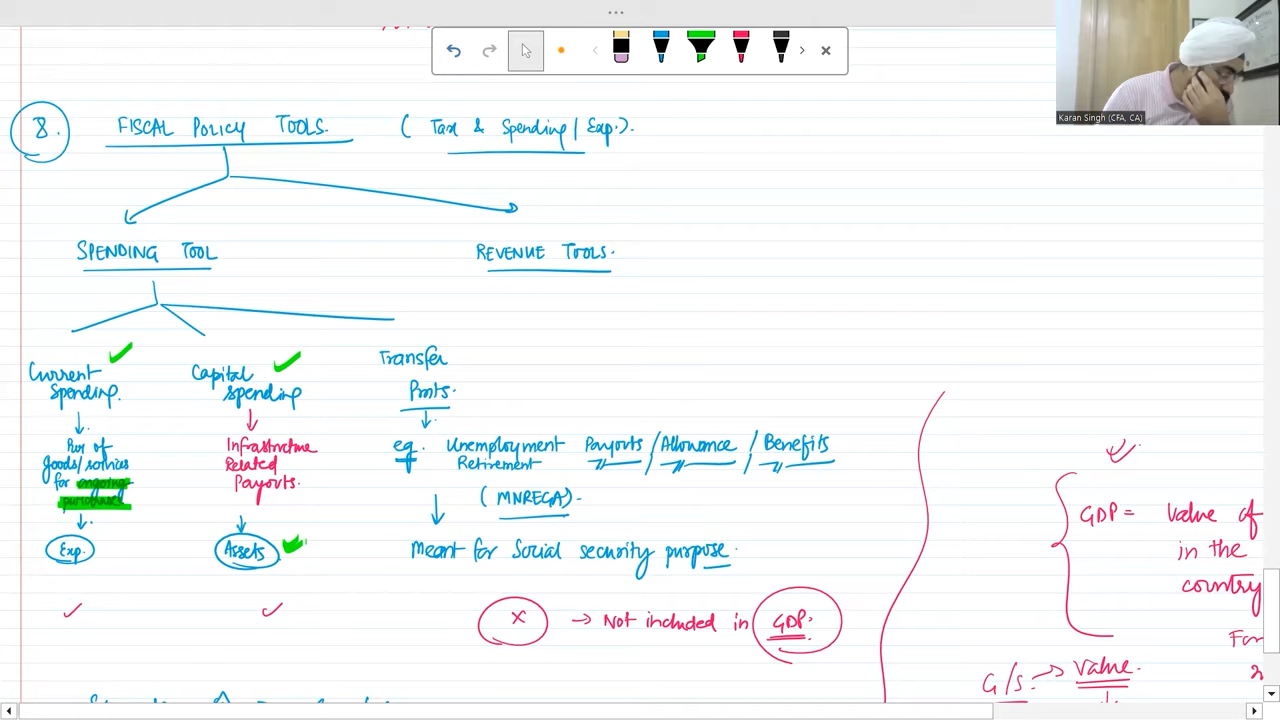 Karan Singh (CFA, CA)
8. FISCAL POLICY TOOLS. ( Tax & Spending / Exp.).
SPENDING TOOL
REVENUE TOOLS.
Current Spending.
Capital Spending
Transfer Pmts.
Pur of goods/services for ongoing purposes
Infrastructure Related Payouts.
eg. Unemployment Retirement Payouts / Allowance / Benefits
(MNREGA).
Exp.
Assets
Meant for Social security purpose.
x → Not included in GDP.
GDP = Value of
in the
country
For
G/S. → Value.